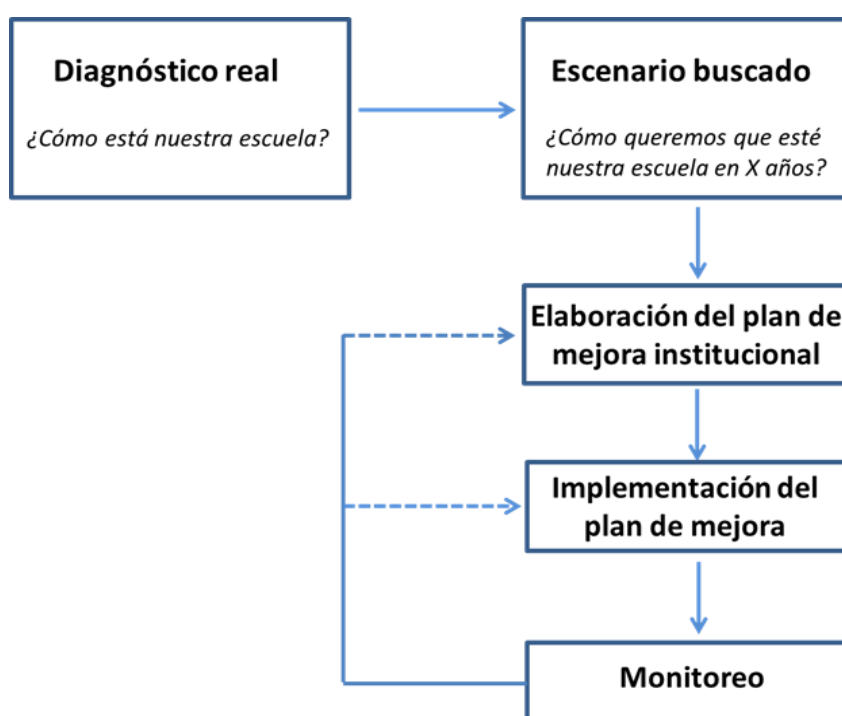 Diagnóstico real
¿Cómo está nuestra escuela?
Escenario buscado
¿Cómo queremos que esté
nuestra escuela en X años?
Elaboración del plan de
mejora institucional
Implementación del
plan de mejora
Monitoreo